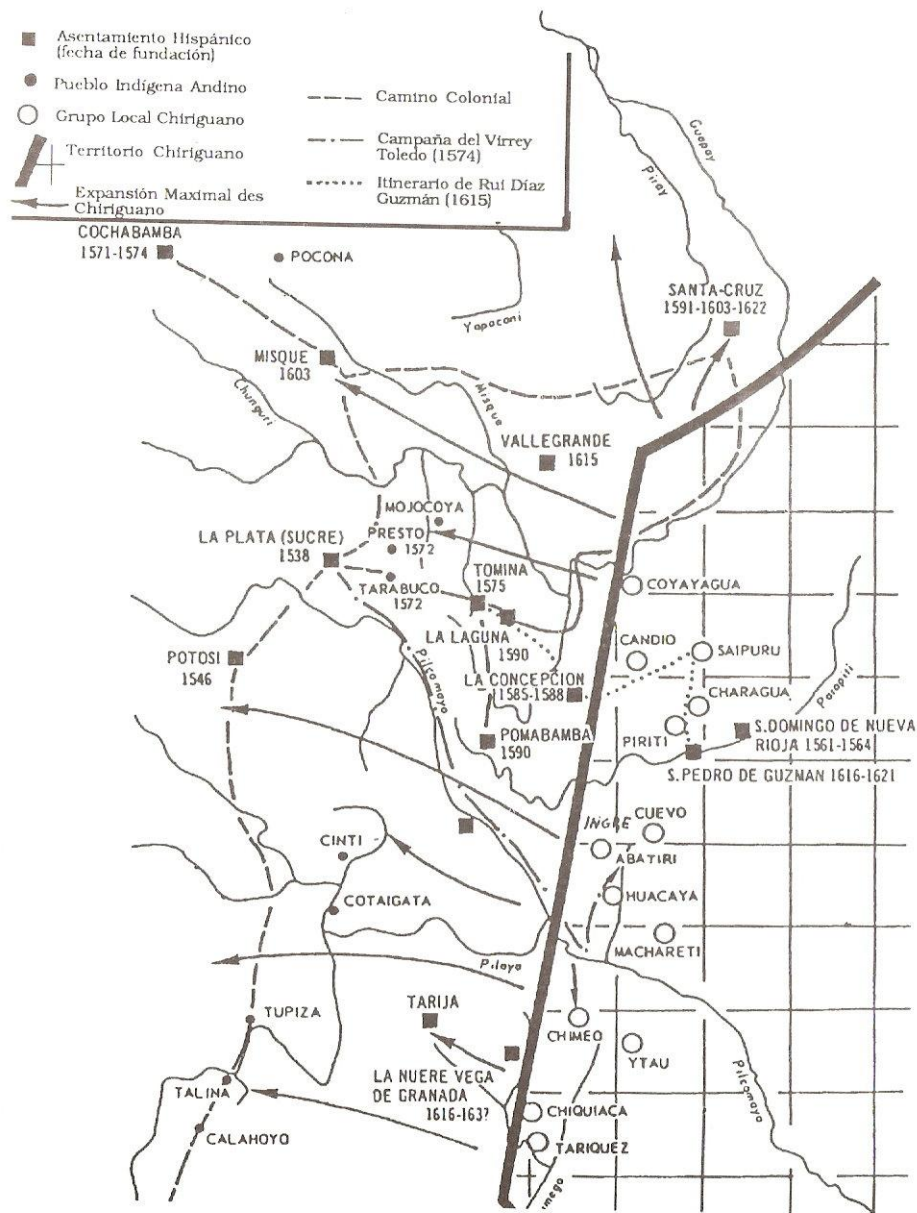 Asentamiento Hispánico
(fecha de fundación)
Pueblo Indígena Andino
Grupo Local Chiriguano
Territorio Chiriguano
Expansión Maximal des
Chiriguano
Camino Colonial
Campaña del Virrey
Toledo (1574)
Itinerario de Rui Díaz
Guzmán (1615)
Guapay
Piray
COCHABAMBA
1571-1574
POCONA
SANTA-CRUZ
1591-1603-1622
Yapacani
MISQUE
1603
Misque
Chunguri
VALLEGRANDE
1615
MOJOCOYA
LA PLATA (SUCRE)
1538
PRESTO
1572
TOMINA
1575
TARABUCO
1572
COYAYAGUA
LA LAGUNA
1590
CANDIO
SAIPURU
POTOSI
1546
Pilcomayo
LA CONCEPCION
1585-1588
CHARAGUA
Parapiti
PIRITI
S.DOMINGO DE NUEVA
RIOJA 1561-1564
POMABAMBA
1590
S.PEDRO DE GUZMAN 1616-1621
INGRE
CUEVO
CINTI
ABATIRI
HUACAYA
COTAIGATA
MACHARETI
Pilaya
TARIJA
TUPIZA
CHIMEO
YTAU
Pilcomayo
LA NUERE VEGA
DE GRANADA
1616-163?
TALINA
CHIQUIACA
CALAHOYO
TARIQUEZ